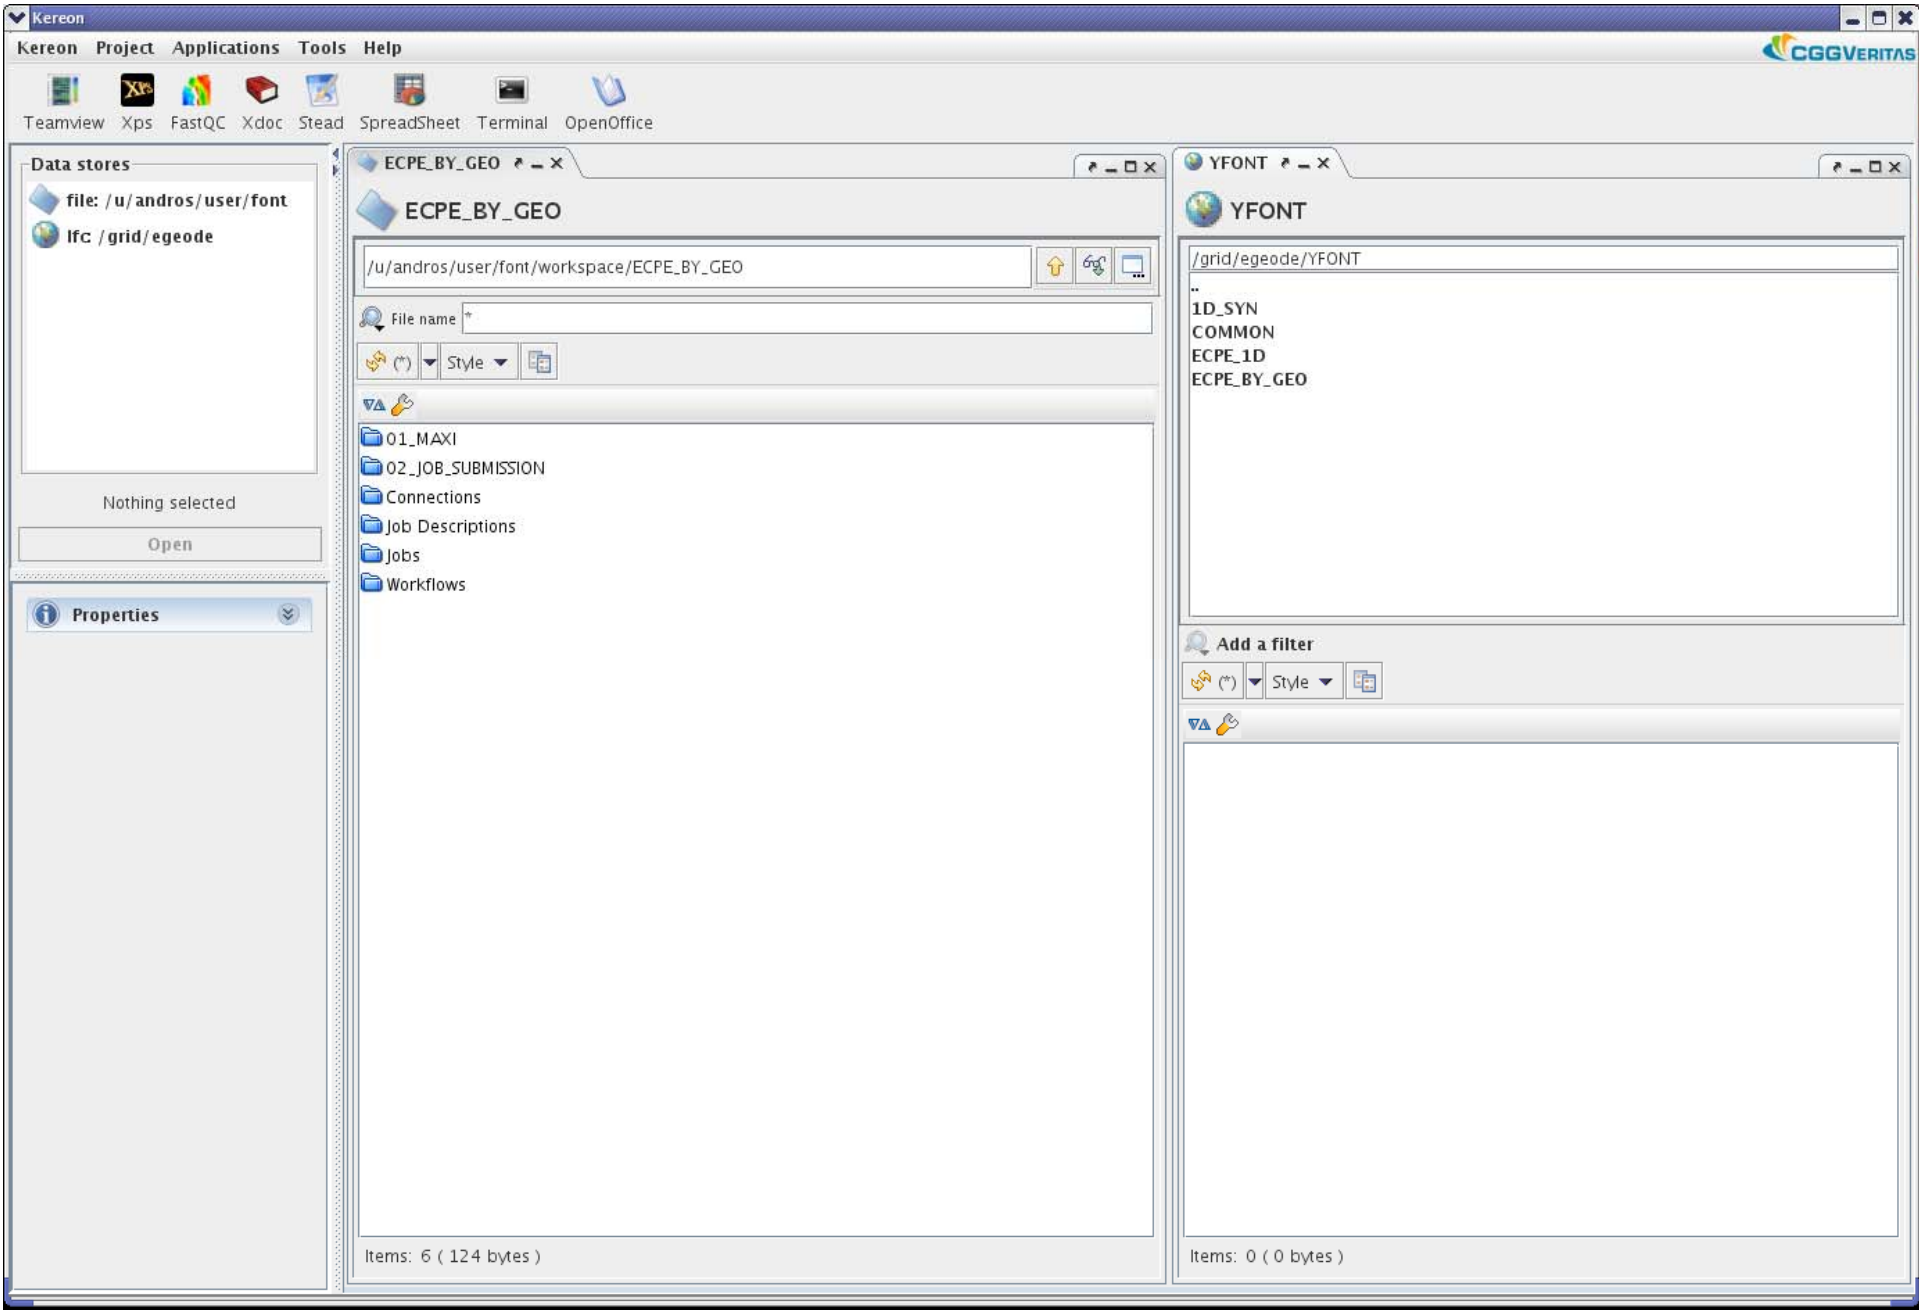 Kereon
Kereon Project Applications Tools Help
CGGVERITAS
Teamview Xps FastQC Xdoc Stead SpreadSheet Terminal OpenOffice
Data stores
file: /u/andros/user/font
lfc: /grid/egeode
Nothing selected
Open
Properties
ECPE_BY_GEO
ECPE_BY_GEO
/u/andros/user/font/workspace/ECPE_BY_GEO
File name *
(*) Style
01_MAXI
02_JOB_SUBMISSION
Connections
Job Descriptions
Jobs
Workflows
Items: 6 ( 124 bytes )
YFONT
YFONT
/grid/egeode/YFONT
..
1D_SYN
COMMON
ECPE_1D
ECPE_BY_GEO
Add a filter
(*) Style
Items: 0 ( 0 bytes )